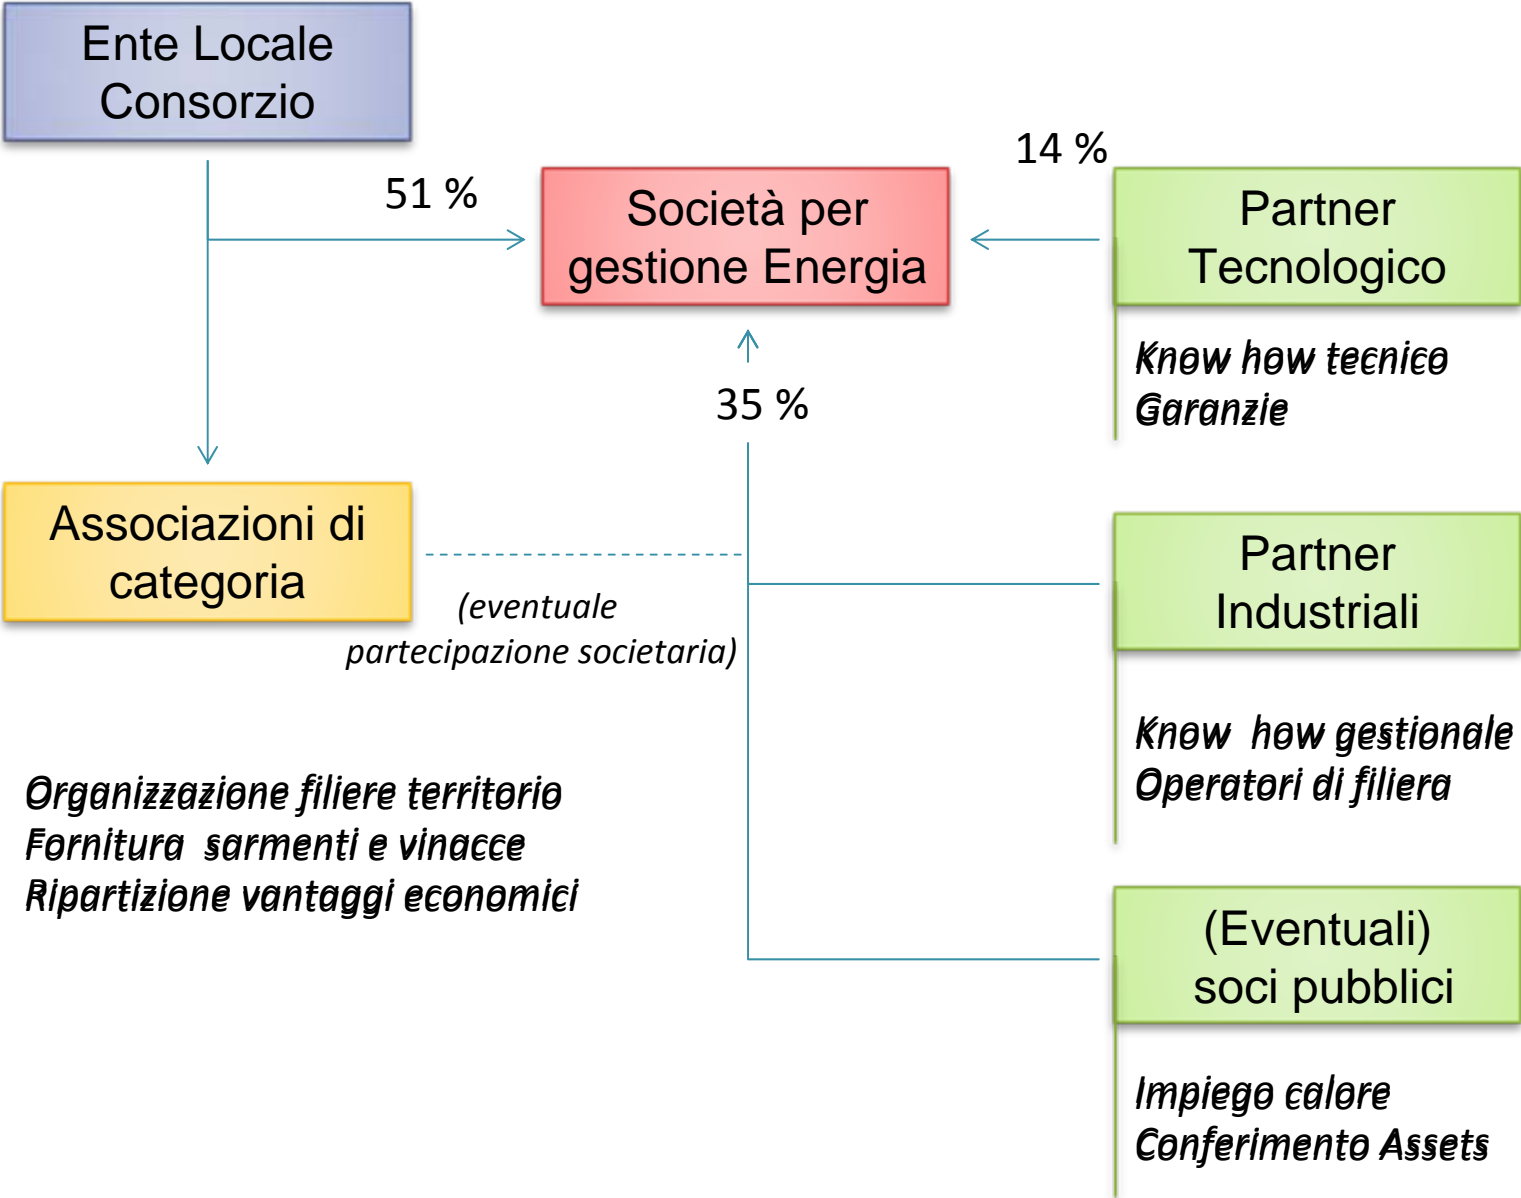 Ente Locale
Consorzio
51 %
Società per
gestione Energia
14 %
Partner
Tecnologico
Know how tecnico
Garanzie
35 %
Associazioni di
categoria
(eventuale
partecipazione societaria)
Partner
Industriali
Know how gestionale
Operatori di filiera
Organizzazione filiere territorio
Fornitura sarmenti e vinacce
Ripartizione vantaggi economici
(Eventuali)
soci pubblici
Impiego calore
Conferimento Assets